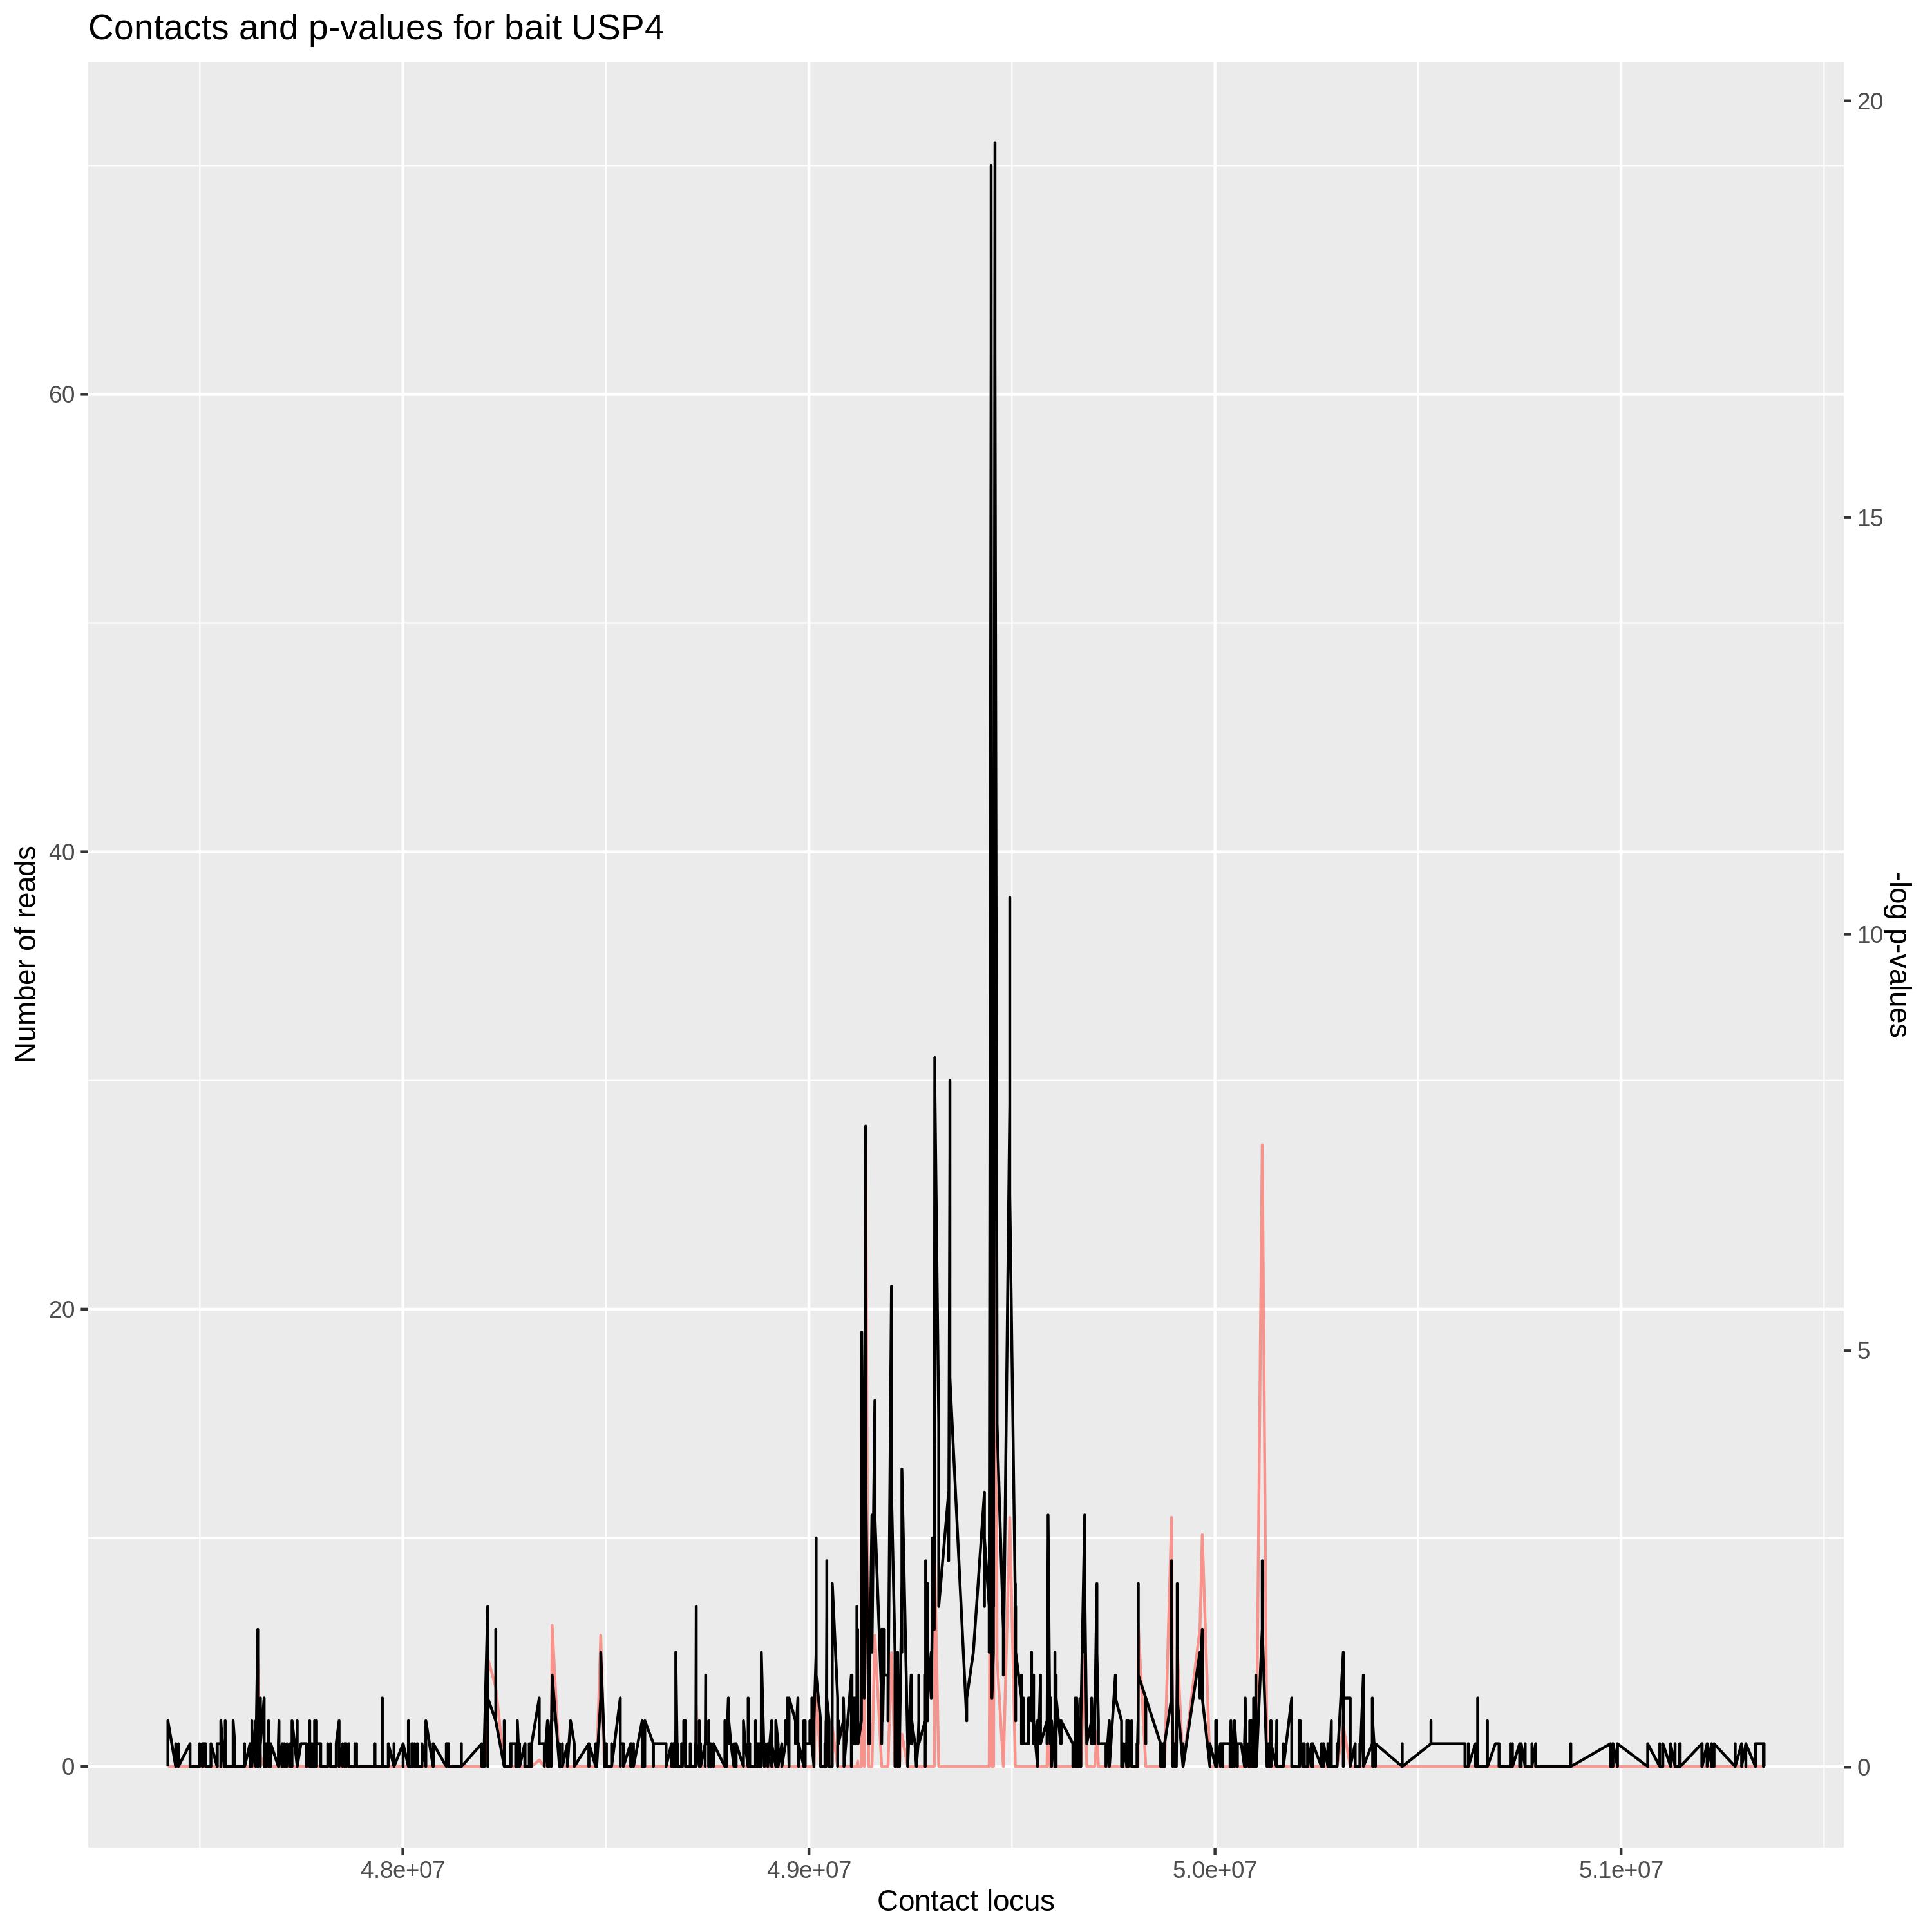 Contacts and p-values for bait USP4
20
15
10
5
0
-log p-values
60
40
20
0
Number of reads
4.8e+07
4.9e+07
5.0e+07
5.1e+07
Contact locus